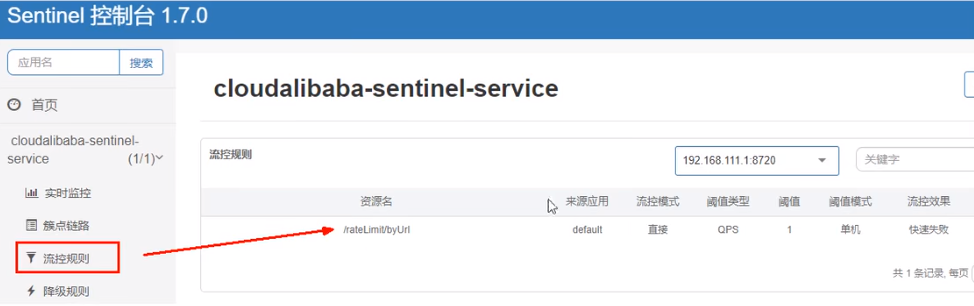 Sentinel 控制台 1.7.0
应用名 搜索
首页
cloudalibaba-sentinel-
service (1/1)
实时监控
簇点链路
流控规则
降级规则
cloudalibaba-sentinel-service
流控规则 192.168.111.1:8720 关键字
资源名 来源应用 流控模式 阈值类型 阈值 阈值模式 流控效果
/rateLimit/byUrl default 直接 QPS 1 单机 快速失败
共 1 条记录, 每页